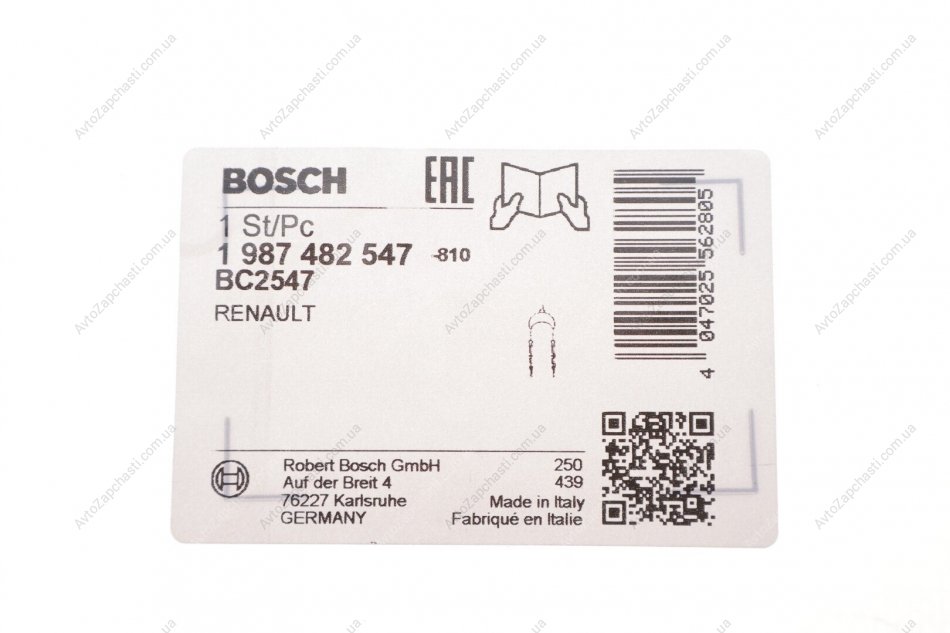 BOSCH
EAC
1 St/Pc
1 987 482 547 -810
BC2547
RENAULT
4 047025 562805
Robert Bosch GmbH 250
Auf der Breit 4 439
76227 Karlsruhe Made in Italy
GERMANY Fabriqué en Italie
AvtoZapchasti.com.ua